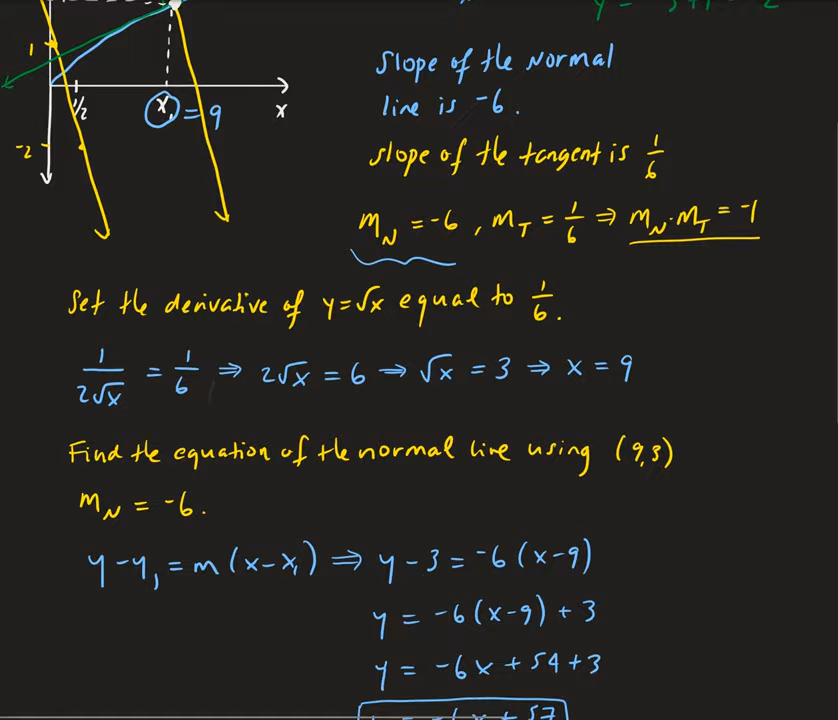 1
1/2
x₁ = 9
x
-2
Slope of the Normal
line is -6.
slope of the tangent is 1/6
m_N = -6, m_T = 1/6 ⇒ m_N·m_T = -1
Set the derivative of y=√x equal to 1/6.
1/(2√x) = 1/6 ⇒ 2√x = 6 ⇒ √x = 3 ⇒ x = 9
Find the equation of the normal line using (9,3)
m_N = -6.
y-y₁ = m(x-x₁) ⇒ y-3 = -6(x-9)
y = -6(x-9)+3
y = -6x+54+3
y = -6x+57